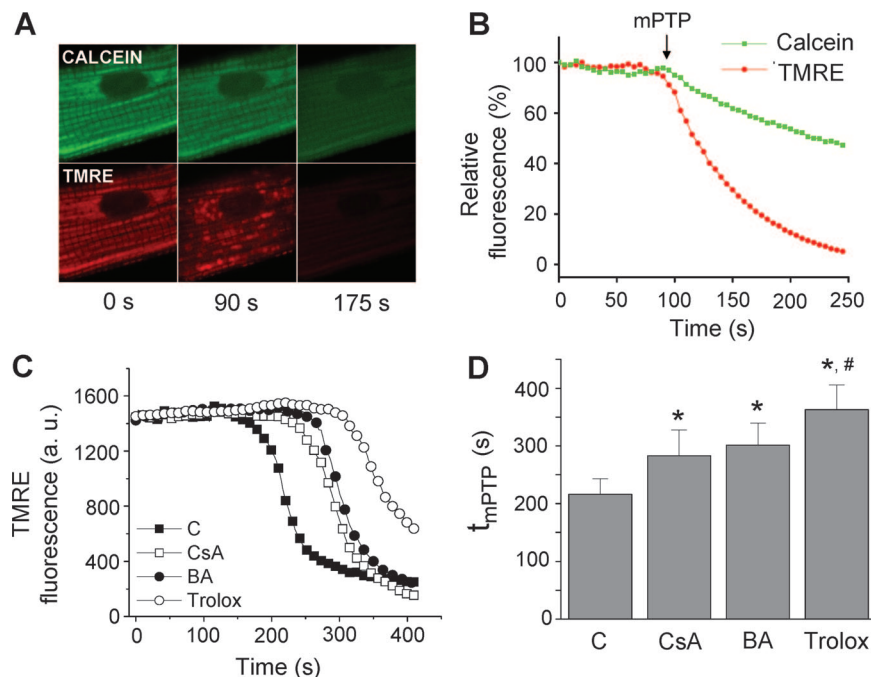 A
CALCEIN
TMRE
0 s 90 s 175 s
B
mPTP
Calcein
TMRE
Relative
fluorescence (%)
100
60
40
20
0
0 50 100 150 200 250
Time (s)
C
TMRE
fluorescence (a. u.)
1600
1200
800
400
0
C
CsA
BA
Trolox
0 100 200 300 400
Time (s)
D
tmPTP (s)
400
300
200
100
0
*
*
*, #
C CsA BA Trolox